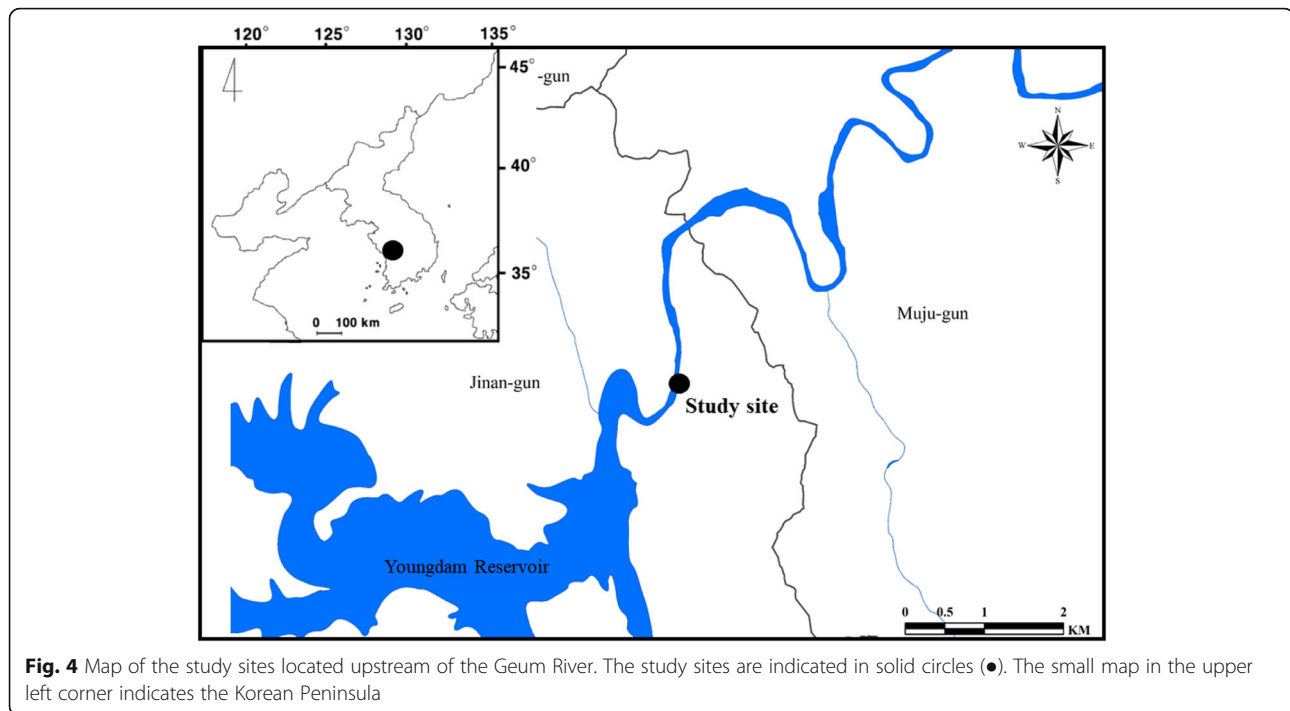 120° 125° 130° 135°
4
45°
40°
35°
0 100 km
-gun
N
W E
S
Muju-gun
Jinan-gun
Study site
Youngdam Reservoir
0 0.5 1 2
KM
Fig. 4 Map of the study sites located upstream of the Geum River. The study sites are indicated in solid circles (●). The small map in the upper
left corner indicates the Korean Peninsula